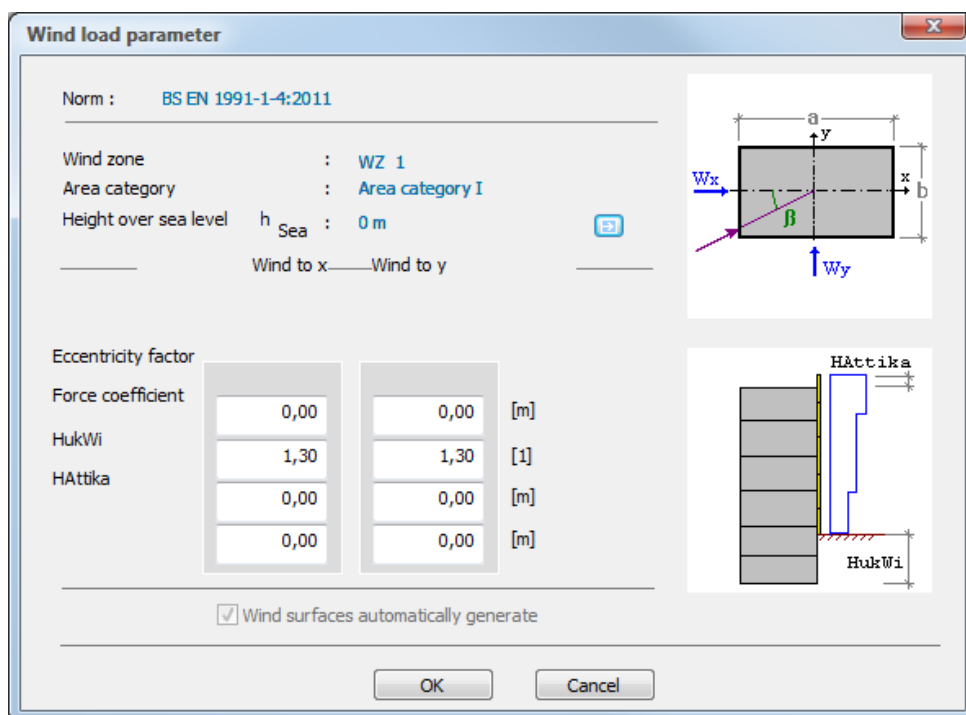 Wind load parameter
Norm : BS EN 1991-1-4:2011
Wind zone : WZ 1
Area category : Area category I
Height over sea level h Sea : 0 m
Wind to x Wind to y
Eccentricity factor
Force coefficient
HukWi
HAttika
0,00 0,00 [m]
1,30 1,30 [1]
0,00 0,00 [m]
0,00 0,00 [m]
Wind surfaces automatically generate
OK Cancel
a
y
Wx
x
b
β
Wy
HAttika
HukWi